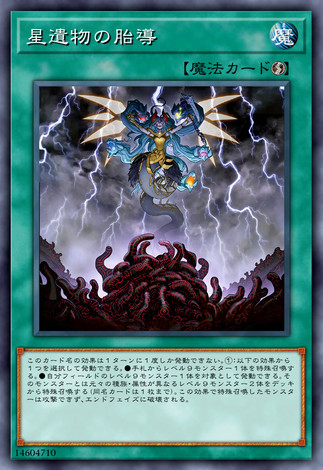 星遺物の胎導
魔
【魔法カード】
このカード名の効果は１ターンに１度しか発動できない。①：以下の効果から
１つを選択して発動できる。●手札からレベル９モンスター１体を特殊召喚す
る。●自分フィールドのレベル９モンスター１体を対象として発動できる。そ
のモンスターとは元々の種族・属性が異なるレベル９モンスター２体をデッキ
から特殊召喚する（同名カードは１枚まで）。この効果で特殊召喚したモンスタ
ーは攻撃できず、エンドフェイズに破壊される。
14604710